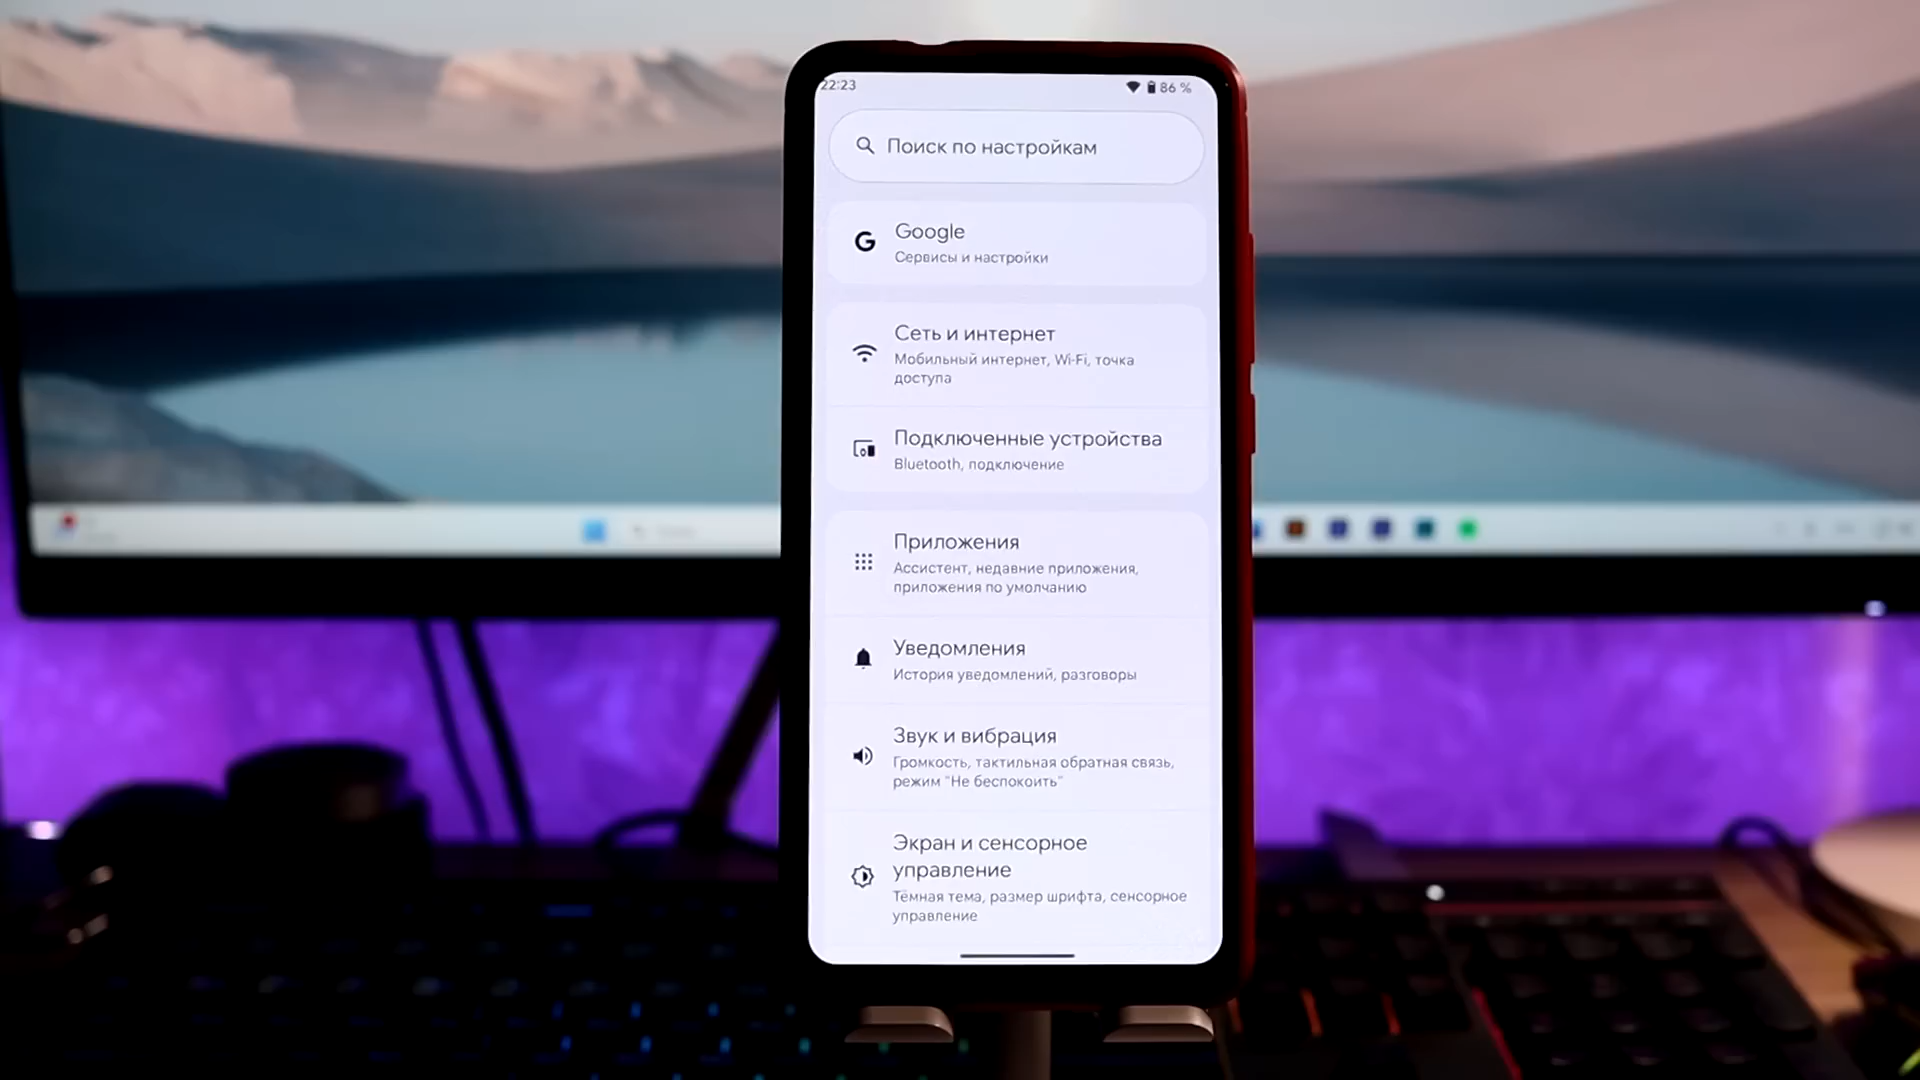 22:23
86 %
Поиск по настройкам
Google
Сервисы и настройки
Сеть и интернет
Мобильный интернет, Wi-Fi, точка
доступа
Подключенные устройства
Bluetooth, подключение
Приложения
Ассистент, недавние приложения,
приложения по умолчанию
Уведомления
История уведомлений, разговоры
Звук и вибрация
Громкость, тактильная обратная связь,
режим "Не беспокоить"
Экран и сенсорное
управление
Тёмная тема, размер шрифта, сенсорное
управление